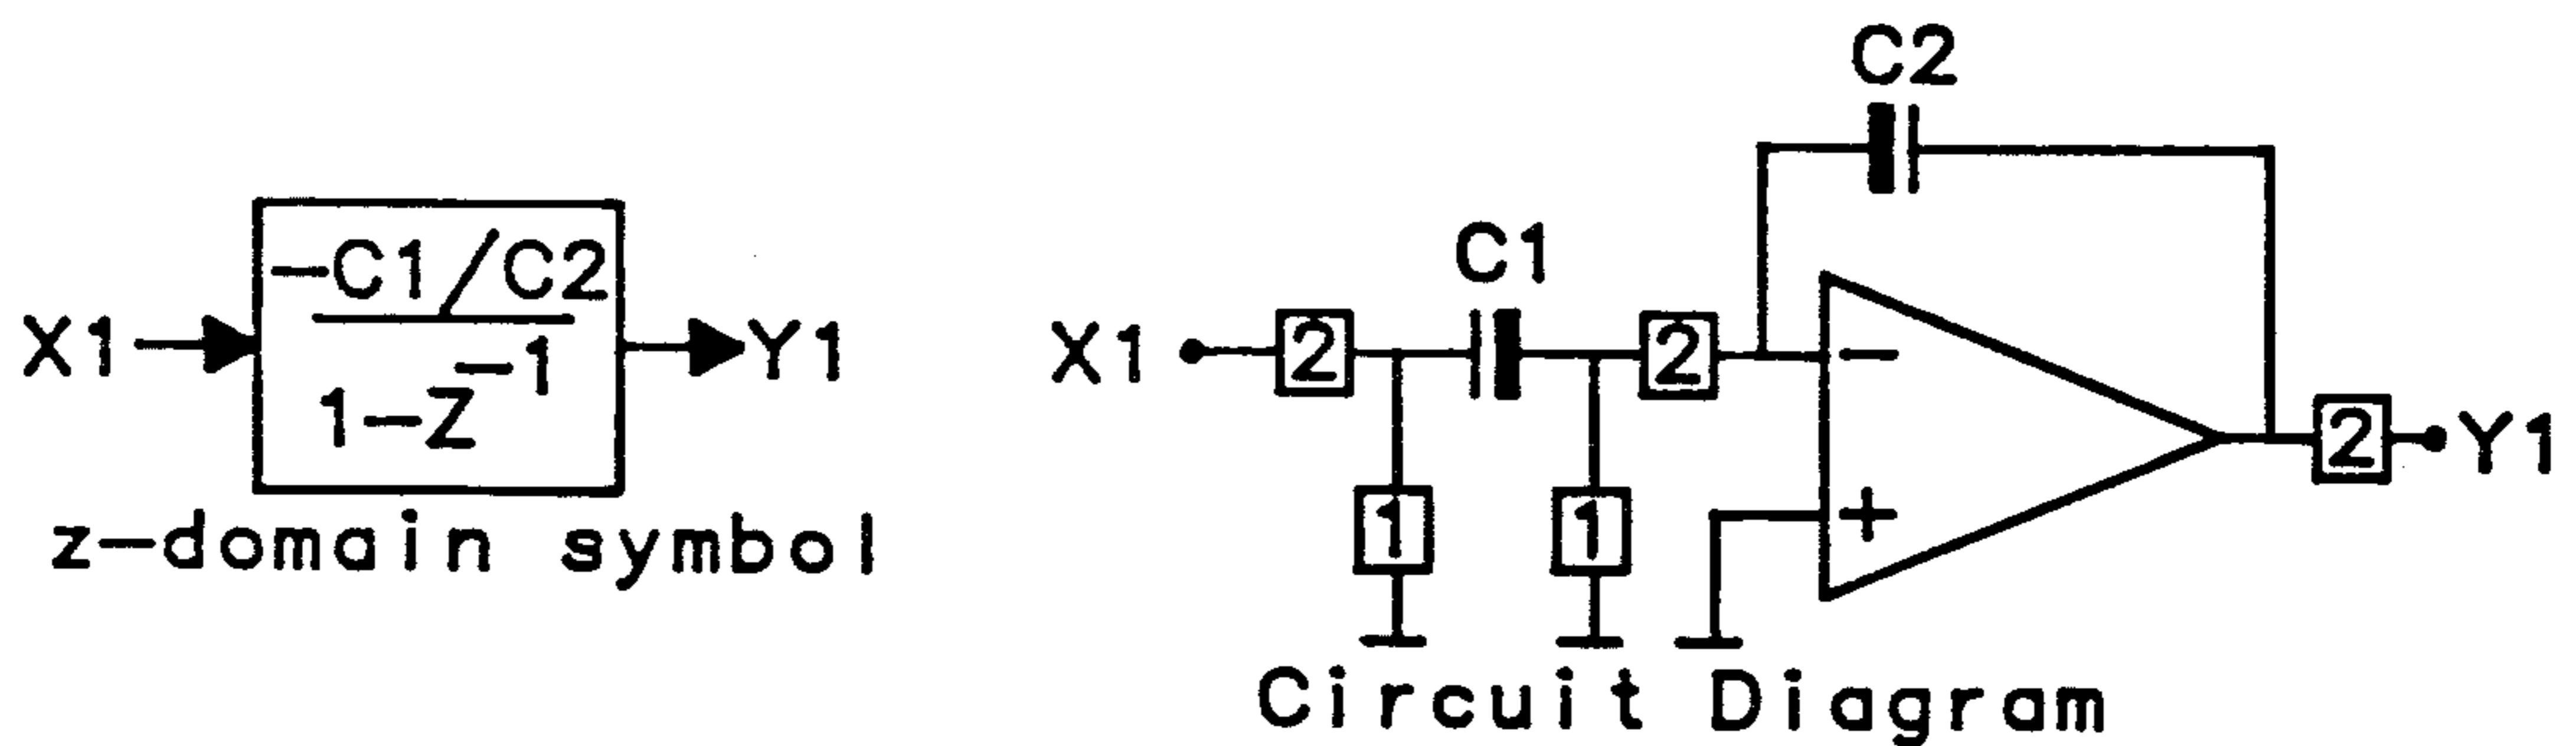 -C1/C2
1-Z^-1
X1
Y1
z-domain symbol
C2
C1
X1
2
2
-
+
1
1
2
Y1
Circuit Diagram